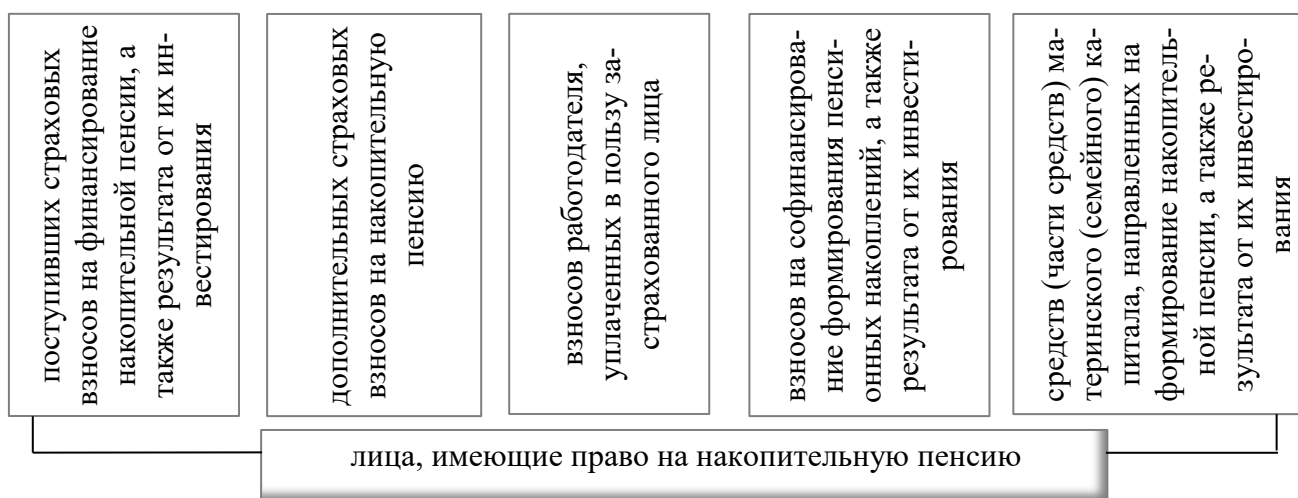 поступивших страховых
взносов на финансирование
накопительной пенсии, а
также результата от их ин-
вестирования
дополнительных страховых
взносов на накопительную
пенсию
взносов работодателя,
уплаченных в пользу за-
страхованного лица
взносов на софинансирова-
ние формирования пенси-
онных накоплений, а также
результата от их инвести-
рования
средств (части средств) ма-
теринского (семейного) ка-
питала, направленных на
формирование накопитель-
ной пенсии, а также ре-
зультата от их инвестиро-
вания
лица, имеющие право на накопительную пенсию